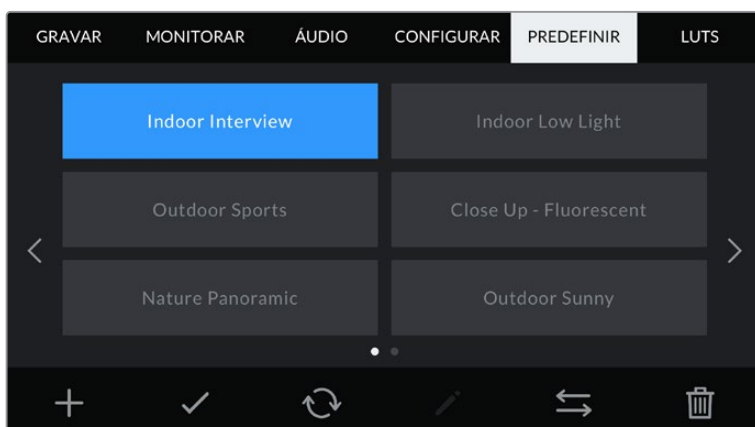 GRAVAR MONITORAR ÁUDIO CONFIGURAR PREDEFINIR LUTS
Indoor Interview Indoor Low Light
Outdoor Sports Close Up - Fluorescent
Nature Panoramic Outdoor Sunny